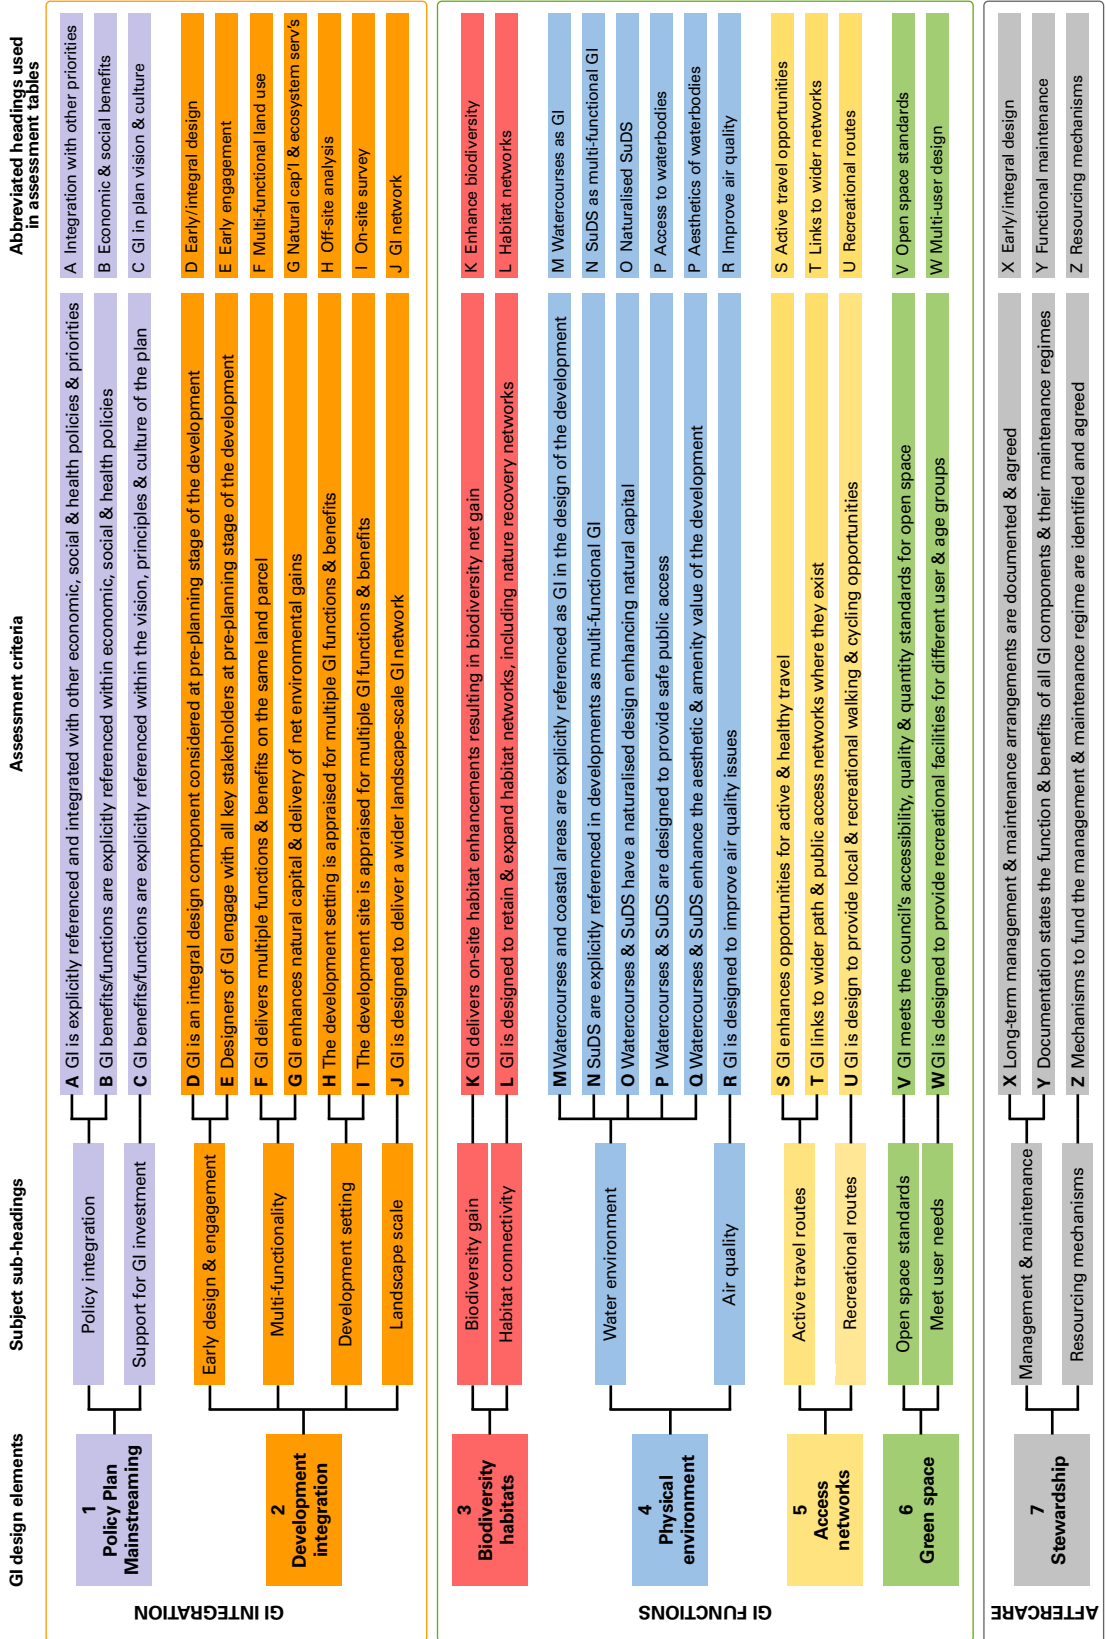 GI design elements
Subject sub-headings
Assessment criteria
Abbreviated headings used
in assessment tables
GI INTEGRATION
1
Policy Plan
Mainstreaming
Policy integration
A GI is explicitly referenced and integrated with other economic, social & health policies & priorities
A Integration with other priorities
B GI benefits/functions are explicitly referenced within economic, social & health policies
B Economic & social benefits
Support for GI investment
C GI benefits/functions are explicitly referenced within the vision, principles & culture of the plan
C GI in plan vision & culture
2
Development
integration
Early design & engagement
D GI is an integral design component considered at pre-planning stage of the development
D Early/integral design
E Designers of GI engage with all key stakeholders at pre-planning stage of the development
E Early engagement
Multi-functionality
F GI delivers multiple functions & benefits on the same land parcel
F Multi-functional land use
G GI enhances natural capital & delivery of net environmental gains
G Natural cap'l & ecosystem serv's
Development setting
H The development setting is appraised for multiple GI functions & benefits
H Off-site analysis
I The development site is appraised for multiple GI functions & benefits
I On-site survey
Landscape scale
J GI is designed to deliver a wider landscape-scale GI network
J GI network
GI FUNCTIONS
3
Biodiversity
habitats
Biodiversity gain
K GI delivers on-site habitat enhancements resulting in biodiversity net gain
K Enhance biodiversity
Habitat connectivity
L GI is designed to retain & expand habitat networks, including nature recovery networks
L Habitat networks
4
Physical
environment
Water environment
M Watercourses and coastal areas are explicitly referenced as GI in the design of the development
M Watercourses as GI
N SuDS are explicitly referenced in developments as multi-functional GI
N SuDS as multi-functional GI
O Watercourses & SuDS have a naturalised design enhancing natural capital
O Naturalised SuDS
P Watercourses & SuDS are designed to provide safe public access
P Access to waterbodies
Q Watercourses & SuDS enhance the aesthetic & amenity value of the development
P Aesthetics of waterbodies
Air quality
R GI is designed to improve air quality issues
R Improve air quality
5
Access
networks
Active travel routes
S GI enhances opportunities for active & healthy travel
S Active travel opportunities
T GI links to wider path & public access networks where they exist
T Links to wider networks
Recreational routes
U GI is design to provide local & recreational walking & cycling opportunities
U Recreational routes
6
Green space
Open space standards
V GI meets the council's accessibility, quality & quantity standards for open space
V Open space standards
Meet user needs
W GI is designed to provide recreational facilities for different user & age groups
W Multi-user design
AFTERCARE
7
Stewardship
Management & maintenance
X Long-term management & maintenance arrangements are documented & agreed
X Early/integral design
Y Documentation states the function & benefits of all GI components & their maintenance regimes
Y Functional maintenance
Resourcing mechanisms
Z Mechanisms to fund the management & maintenance regime are identified and agreed
Z Resourcing mechanisms